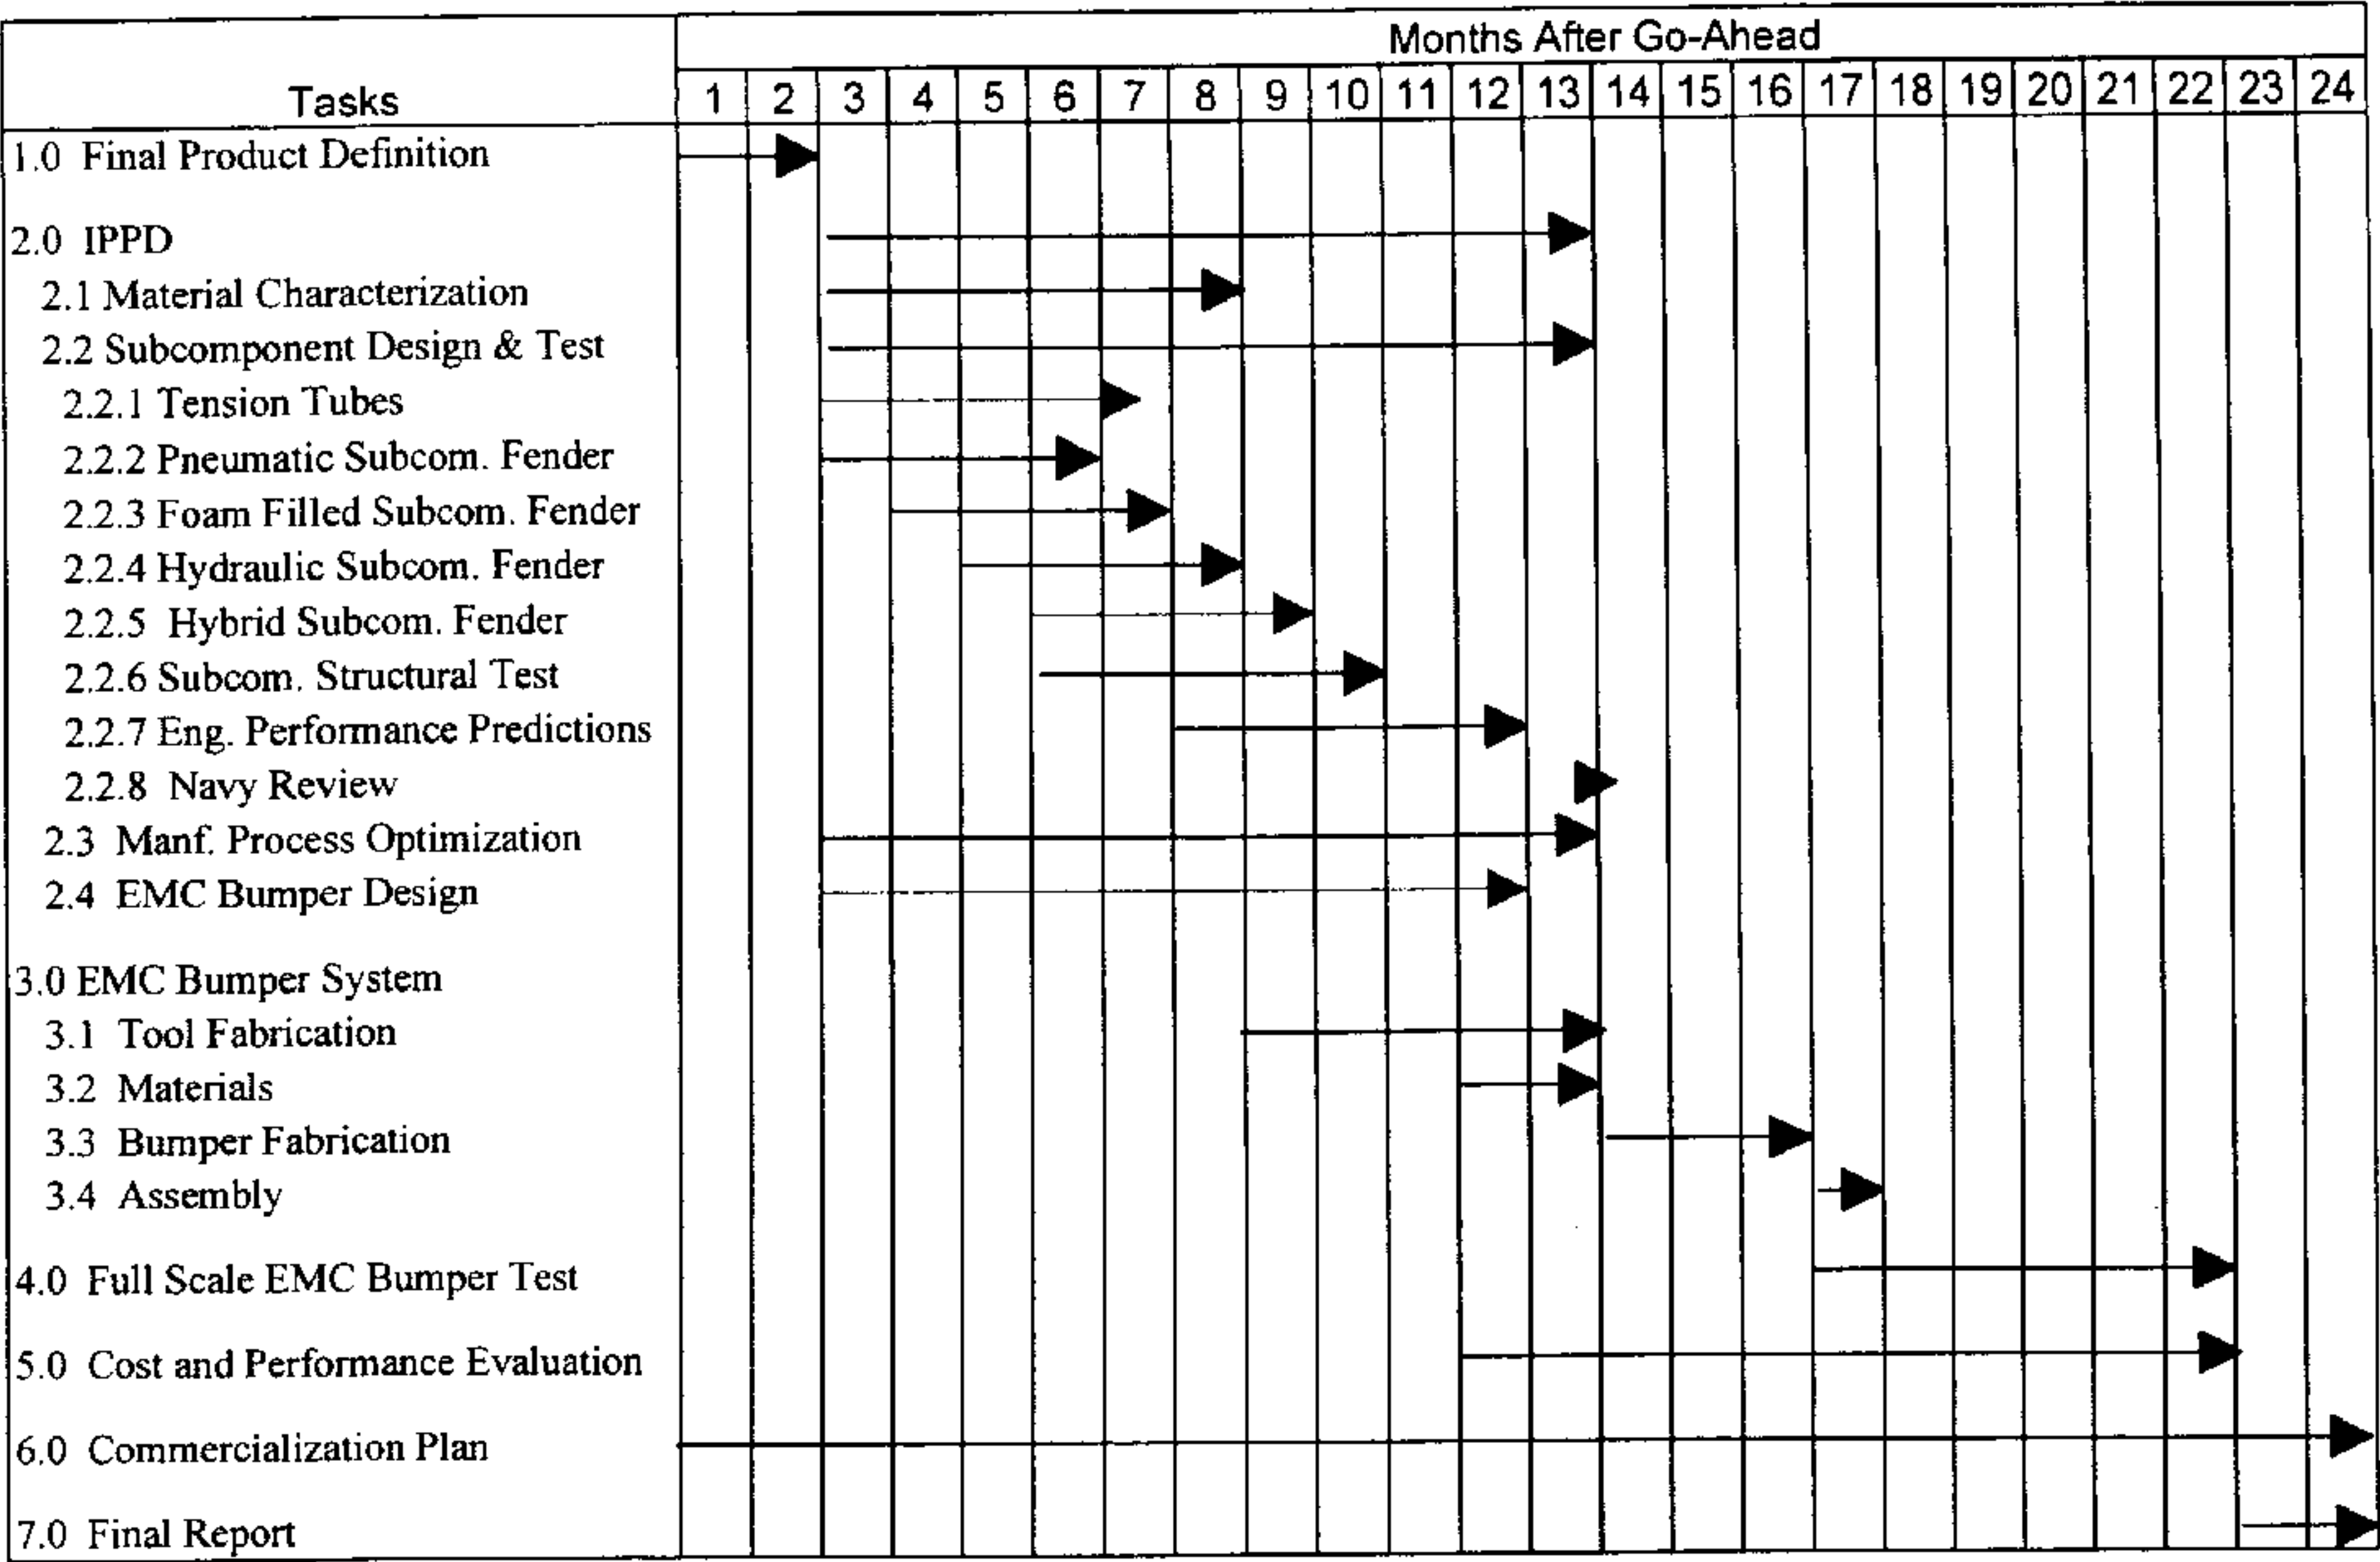 Months After Go-Ahead
Tasks 1 2 3 4 5 6 7 8 9 10 11 12 13 14 15 16 17 18 19 20 21 22 23 24
1.0 Final Product Definition
2.0 IPPD
2.1 Material Characterization
2.2 Subcomponent Design & Test
2.2.1 Tension Tubes
2.2.2 Pneumatic Subcom. Fender
2.2.3 Foam Filled Subcom. Fender
2.2.4 Hydraulic Subcom. Fender
2.2.5 Hybrid Subcom. Fender
2.2.6 Subcom. Structural Test
2.2.7 Eng. Performance Predictions
2.2.8 Navy Review
2.3 Manf. Process Optimization
2.4 EMC Bumper Design
3.0 EMC Bumper System
3.1 Tool Fabrication
3.2 Materials
3.3 Bumper Fabrication
3.4 Assembly
4.0 Full Scale EMC Bumper Test
5.0 Cost and Performance Evaluation
6.0 Commercialization Plan
7.0 Final Report